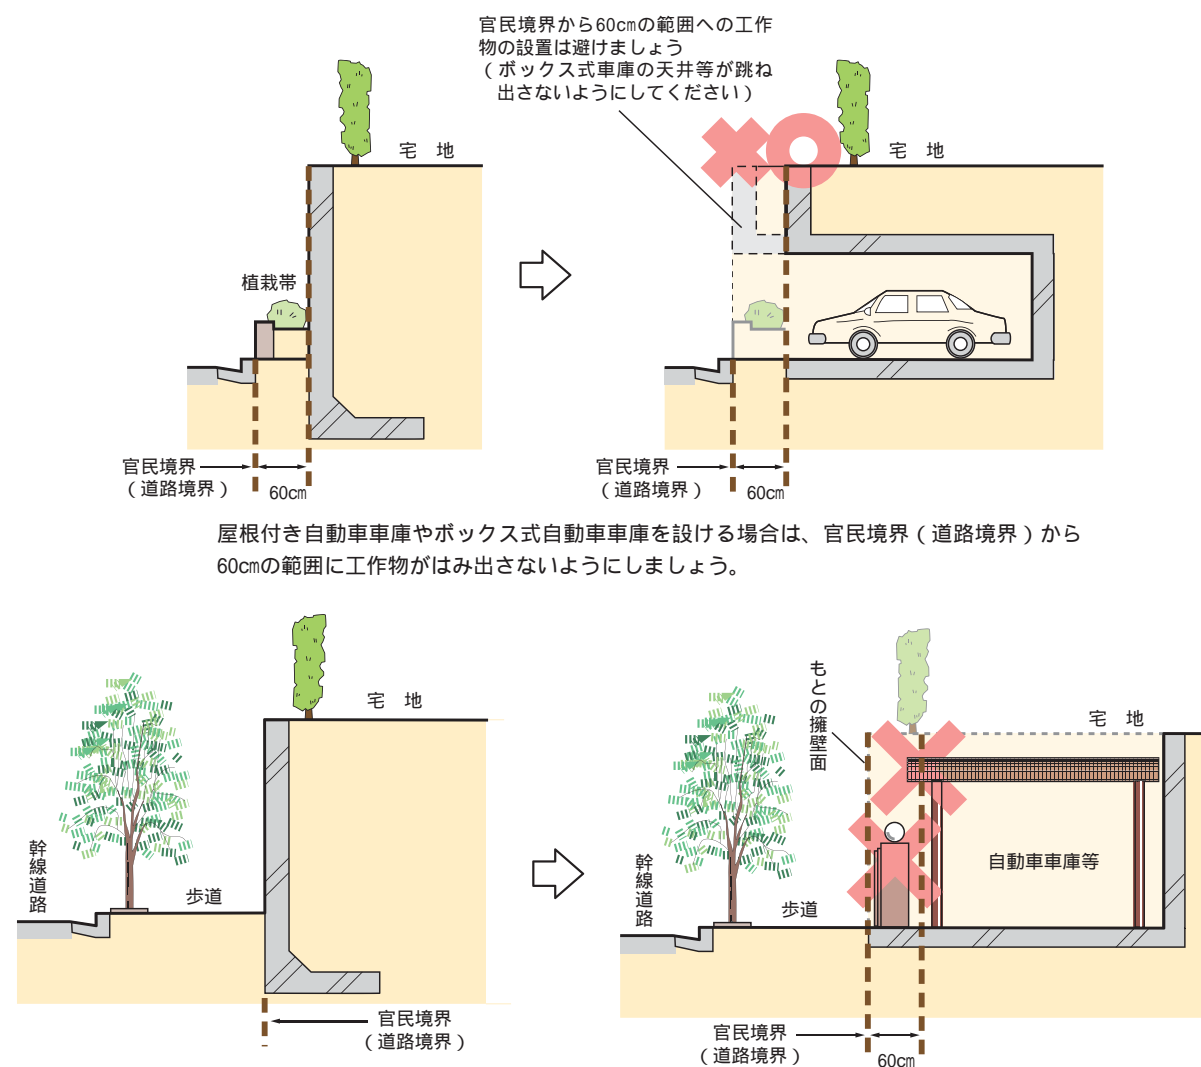 官民境界から60㎝の範囲への工作
物の設置は避けましょう
（ボックス式車庫の天井等が跳ね
出さないようにしてください）
宅 地
植栽帯
官民境界
（道路境界）
60㎝
宅 地
官民境界
（道路境界）
60㎝
屋根付き自動車車庫やボックス式自動車車庫を設ける場合は、官民境界（道路境界）から
60㎝の範囲に工作物がはみ出さないようにしましょう。
宅 地
幹線道路
歩道
官民境界
（道路境界）
もとの擁壁面
宅 地
幹線道路
歩道
自動車車庫等
官民境界
（道路境界）
60㎝